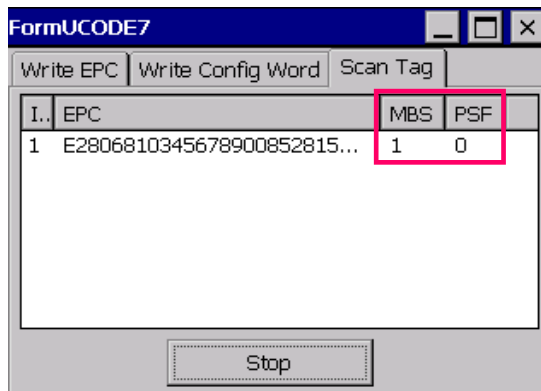 FormUCODE7
Write EPC Write Config Word Scan Tag
I.. EPC MBS PSF
1 E2806810345678900852815... 1 0
Stop